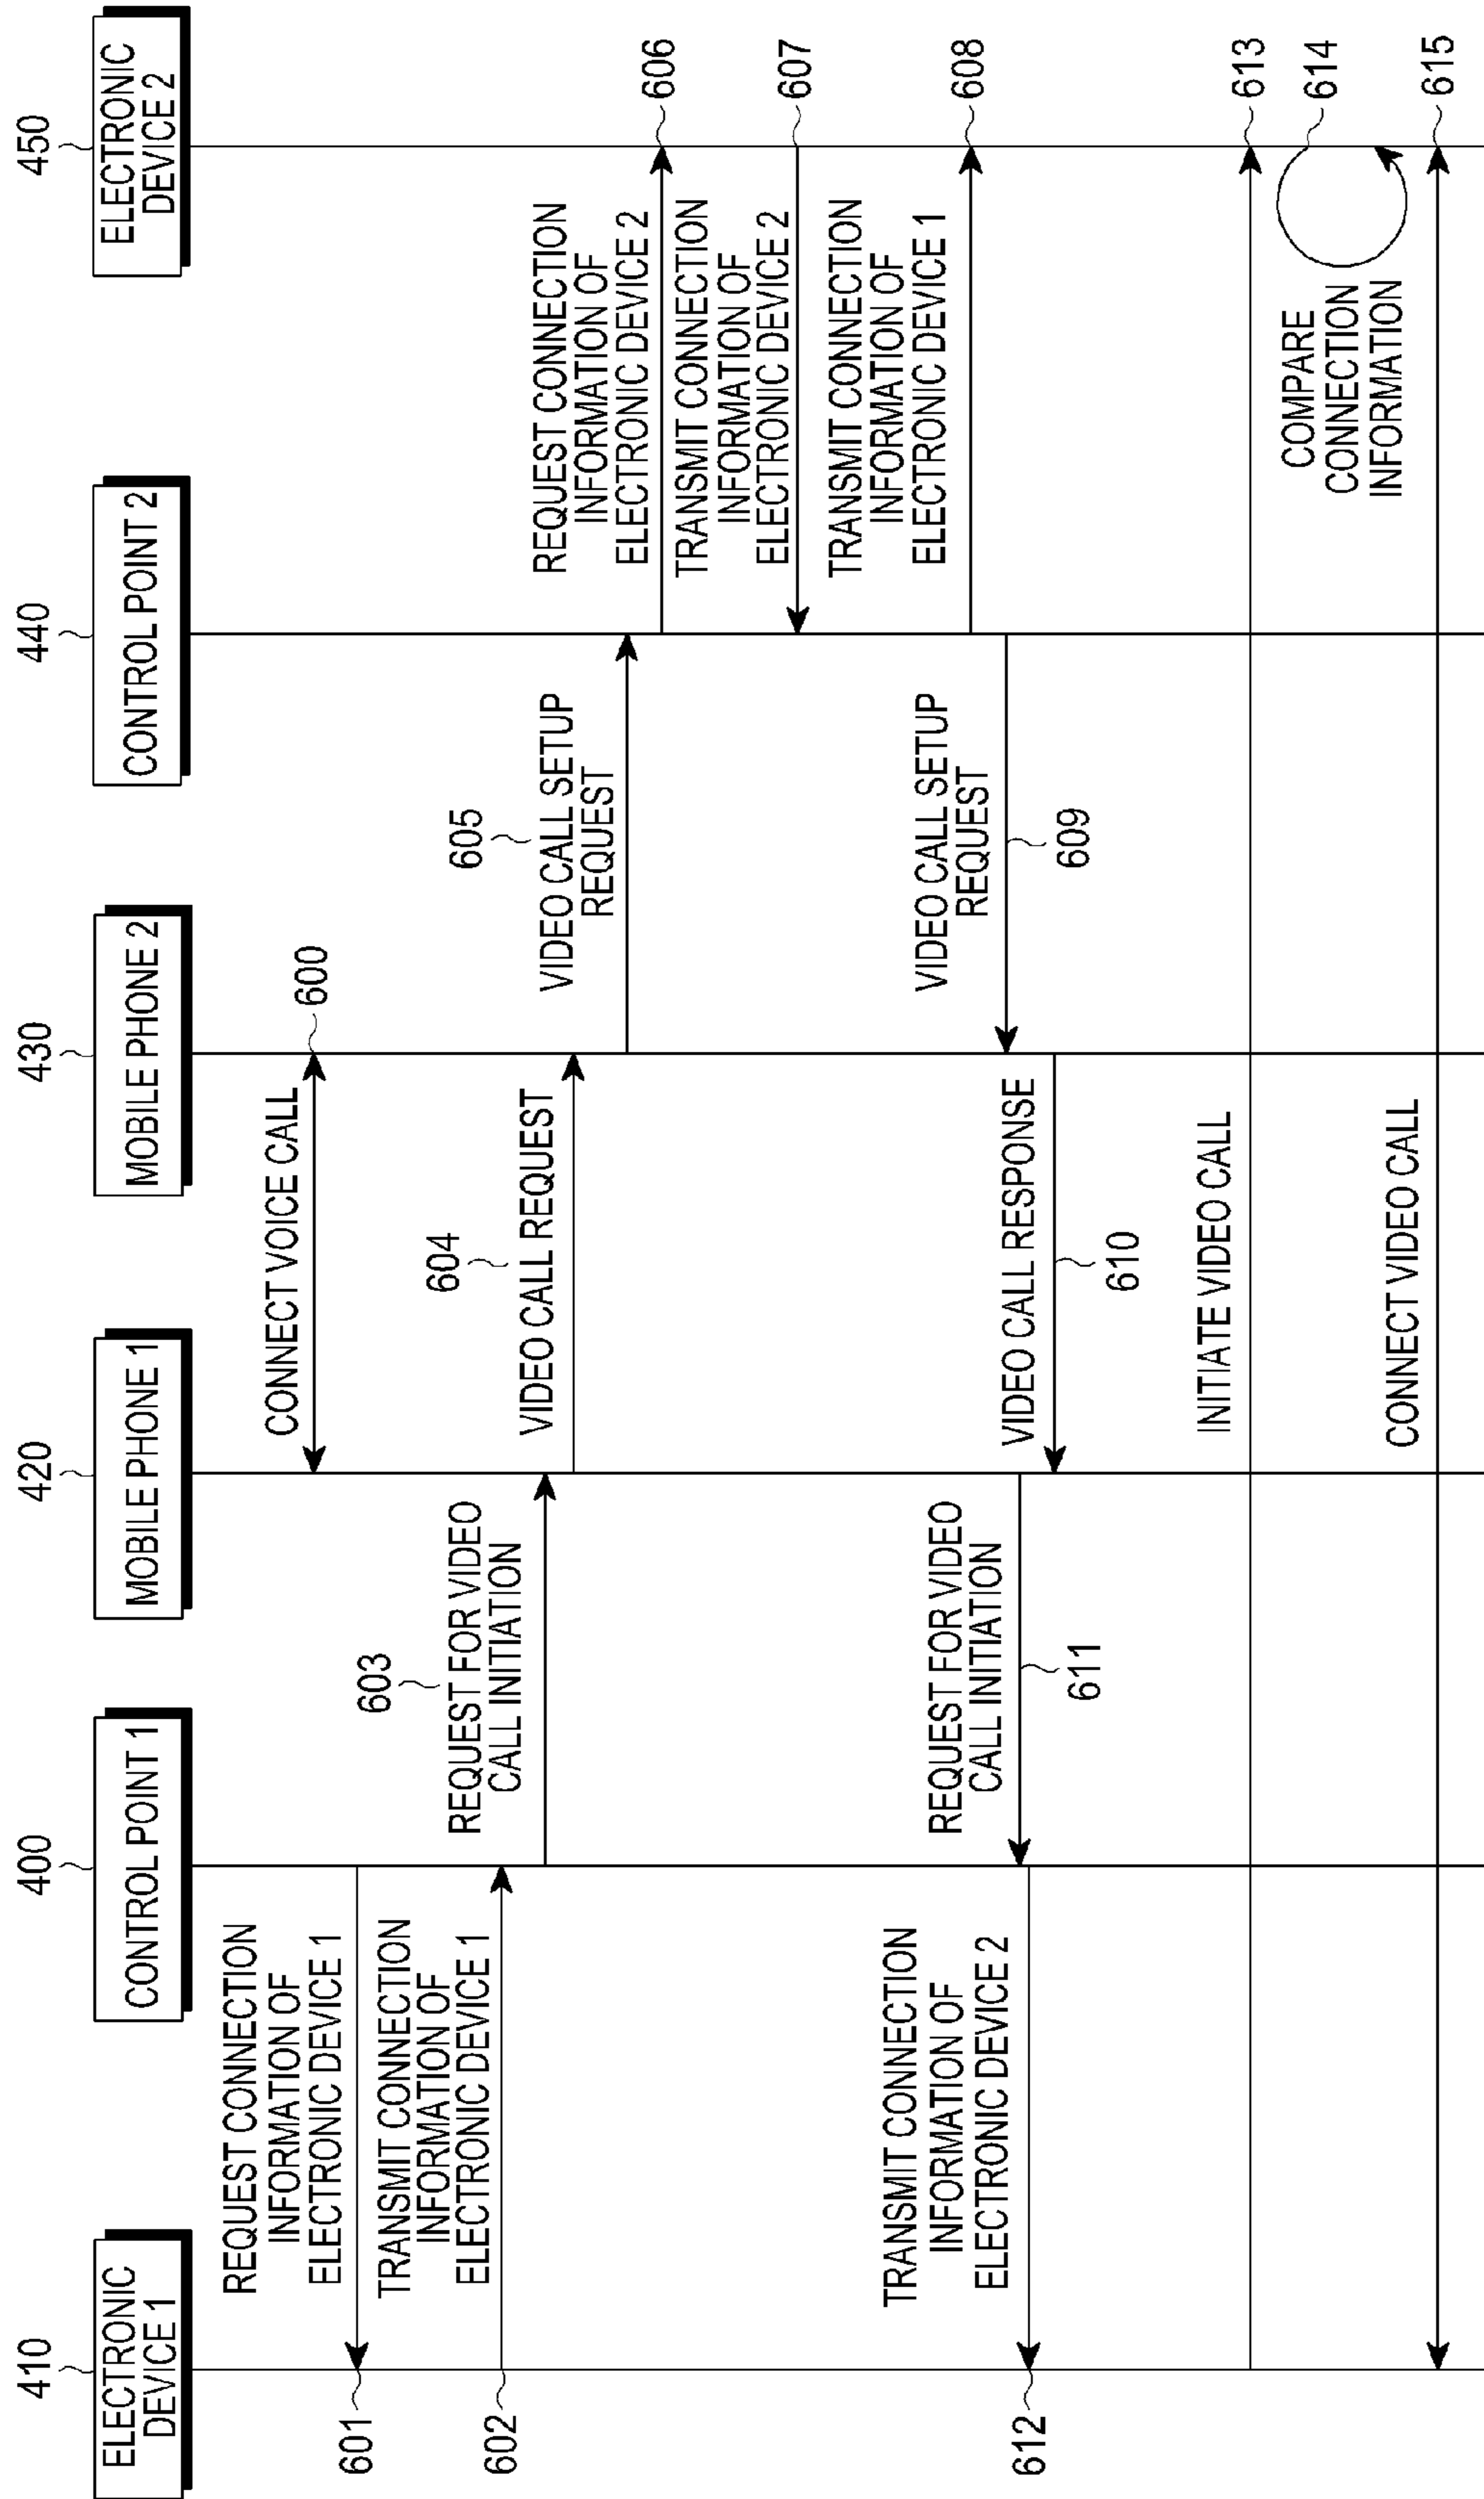 410
ELECTRONIC
DEVICE 1
400
CONTROL POINT 1
420
MOBILE PHONE 1
430
MOBILE PHONE 2
440
CONTROL POINT 2
450
ELECTRONIC
DEVICE 2
CONNECT VOICE CALL
600
REQUEST CONNECTION
INFORMATION OF
ELECTRONIC DEVICE 1
601
TRANSMIT CONNECTION
INFORMATION OF
ELECTRONIC DEVICE 1
602
603
REQUEST FOR VIDEO
CALL INITIATION
604
VIDEO CALL REQUEST
605
VIDEO CALL SETUP
REQUEST
REQUEST CONNECTION
INFORMATION OF
ELECTRONIC DEVICE 2
606
TRANSMIT CONNECTION
INFORMATION OF
ELECTRONIC DEVICE 2
607
TRANSMIT CONNECTION
INFORMATION OF
ELECTRONIC DEVICE 1
608
VIDEO CALL SETUP
REQUEST
609
VIDEO CALL RESPONSE
610
REQUEST FOR VIDEO
CALL INITIATION
611
TRANSMIT CONNECTION
INFORMATION OF
ELECTRONIC DEVICE 2
612
INITIATE VIDEO CALL
613
COMPARE
CONNECTION
INFORMATION
614
CONNECT VIDEO CALL
615